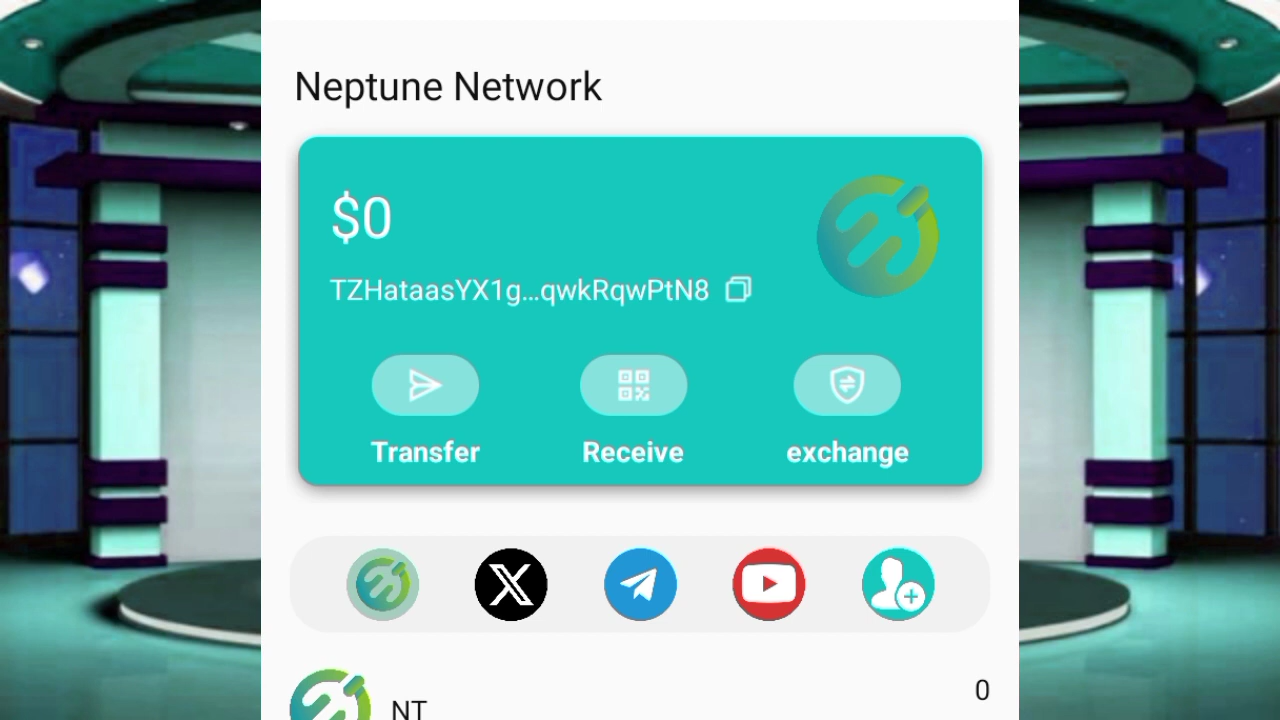 Neptune Network
$0
TZHataasYX1g...qwkRqwPtN8
Transfer Receive exchange
NT 0